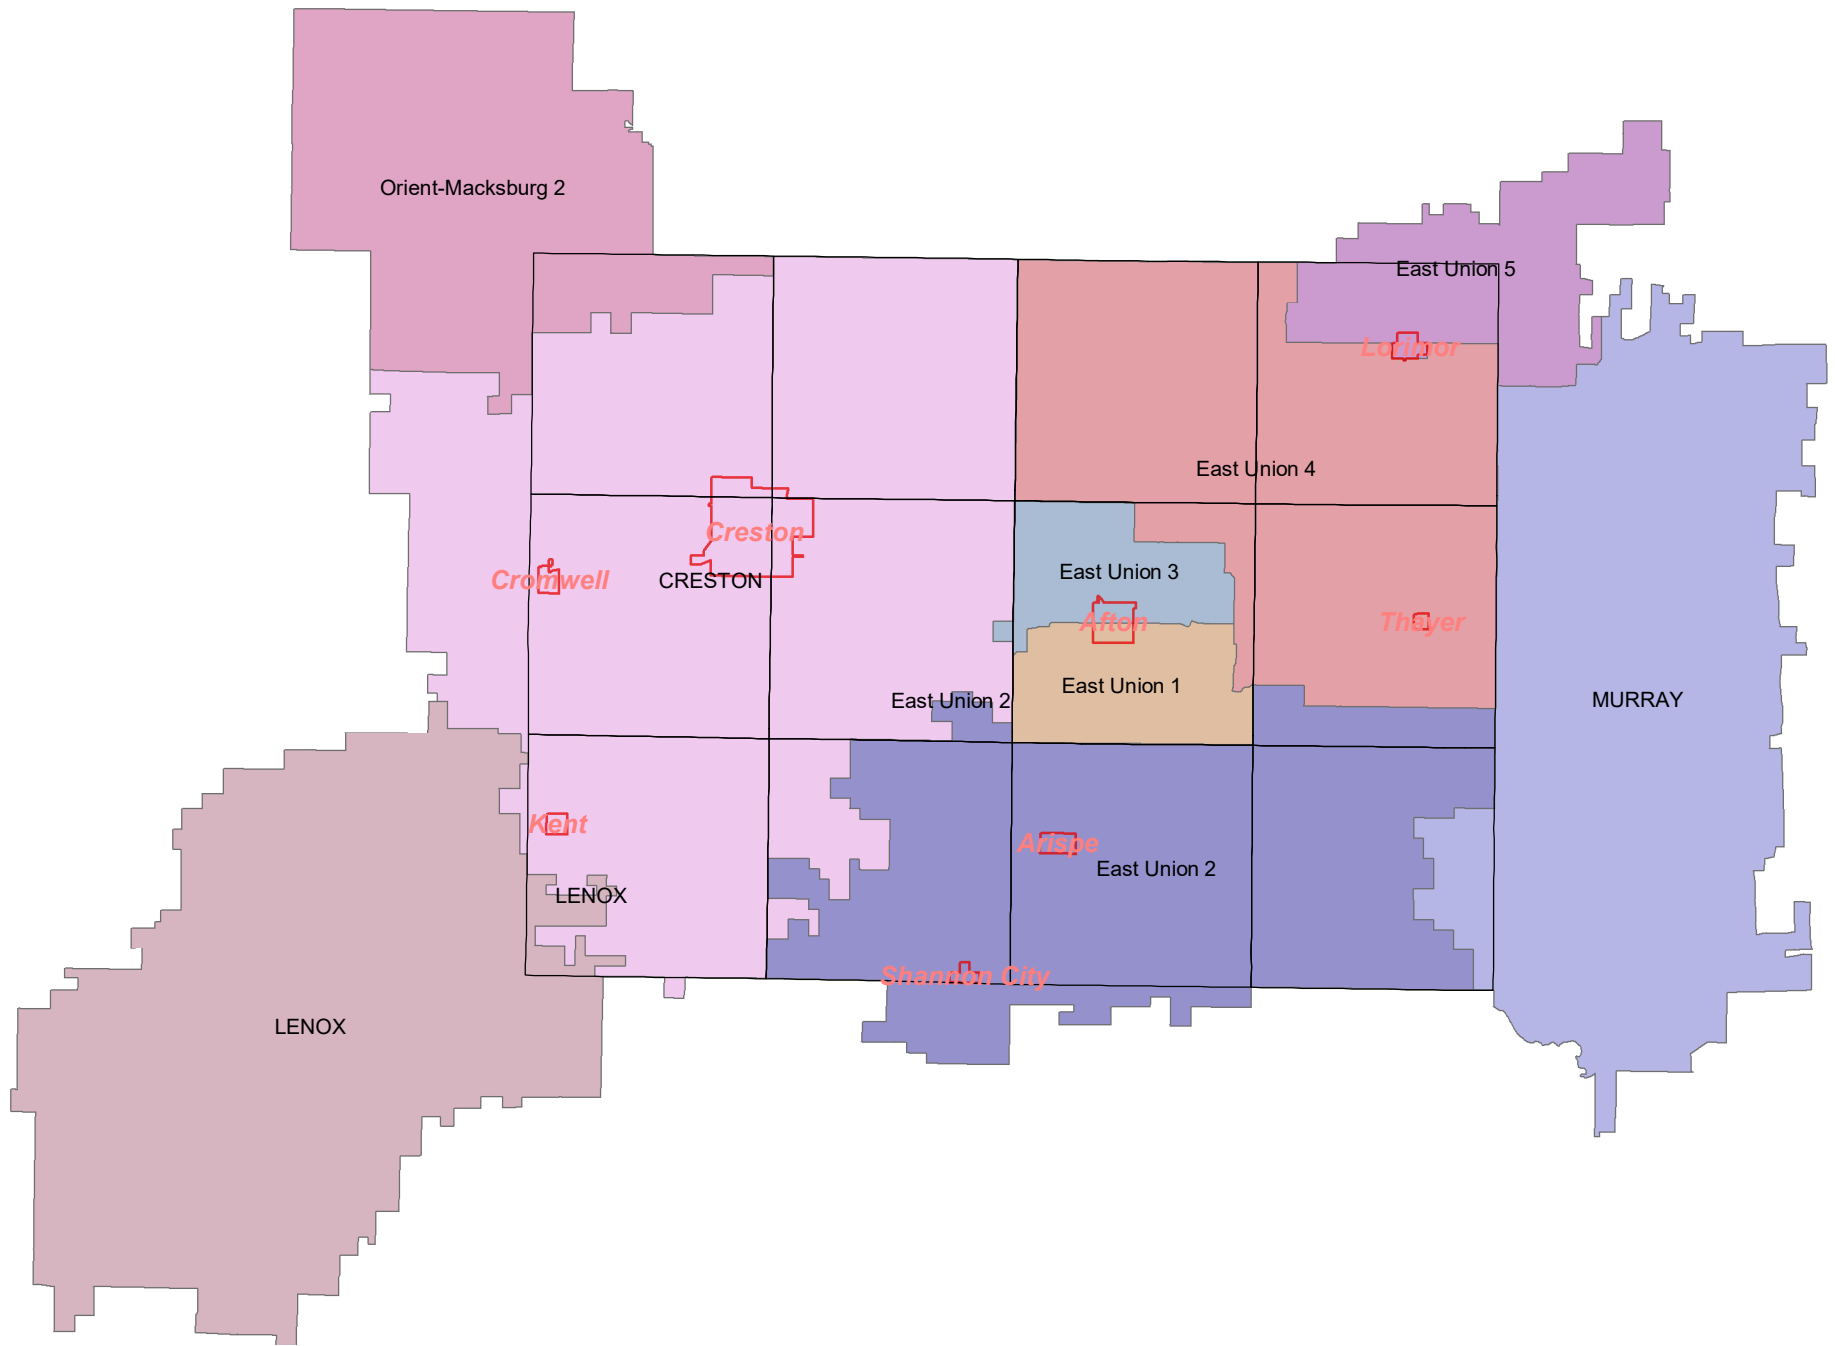 Orient-Macksburg 2
East Union 5
Lorimor
East Union 4
Creston
Cromwell
CRESTON
East Union 3
Afton
Thayer
East Union 1
East Union 2
MURRAY
Kent
Arispe
East Union 2
LENOX
Shannon City
LENOX